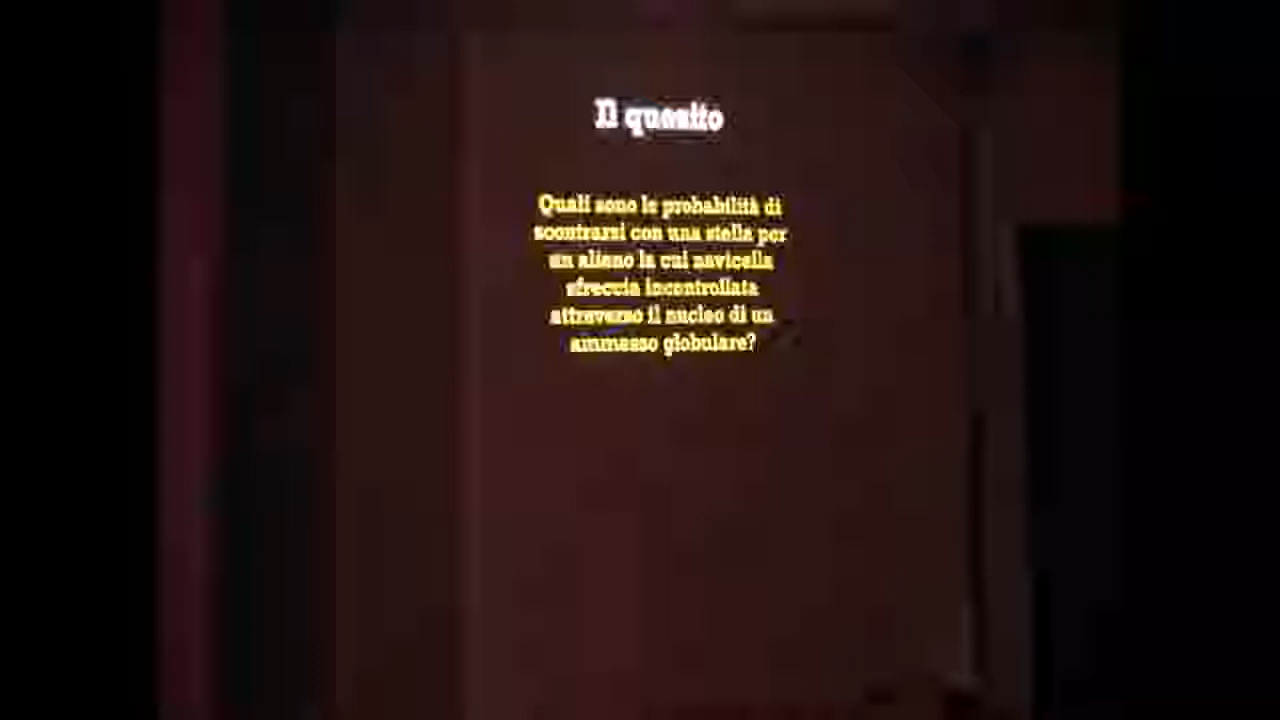 Il quesito
Quali sono le probabilità di
scontrarsi con una stella per
un alieno la cui navicella
sfreccia incontrollata
attraverso il nucleo di un
ammasso globulare?